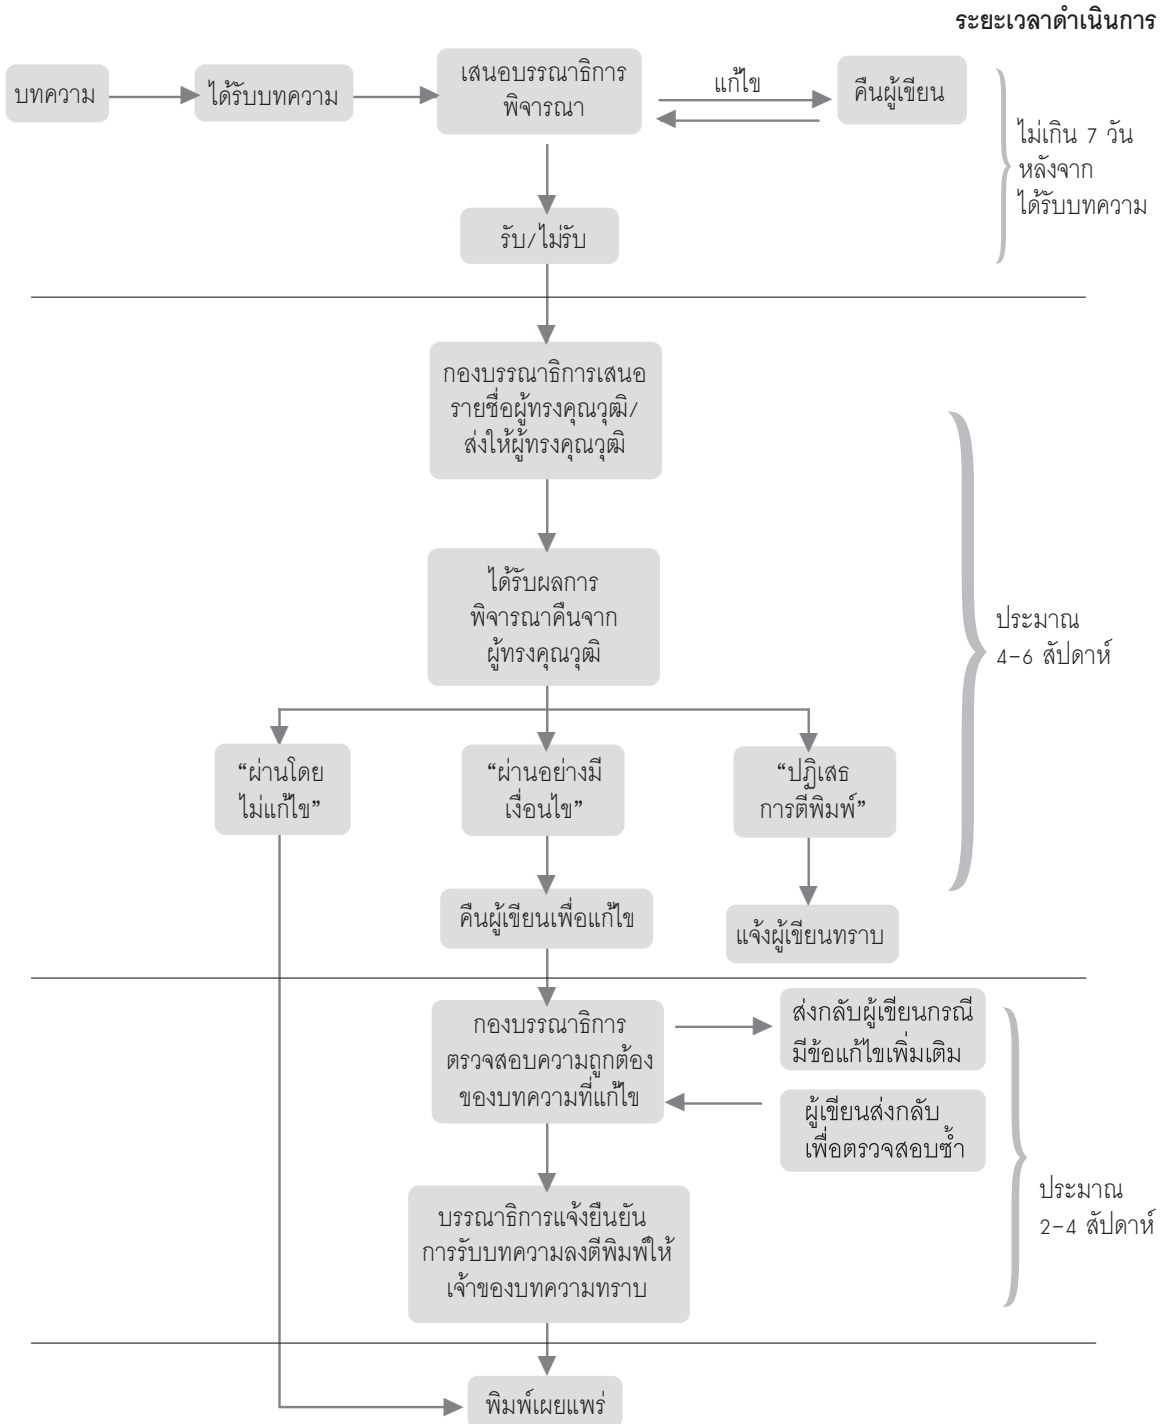 ระยะเวลาดำเนินการ
บทความ
ได้รับบทความ
เสนอบรรณาธิการ
พิจารณา
แก้ไข
คืนผู้เขียน
ไม่เกิน 7 วัน
หลังจาก
ได้รับบทความ
รับ/ไม่รับ
กองบรรณาธิการเสนอ
รายชื่อผู้ทรงคุณวุฒิ/
ส่งให้ผู้ทรงคุณวุฒิ
ได้รับผลการ
พิจารณาคืนจาก
ผู้ทรงคุณวุฒิ
ประมาณ
4-6 สัปดาห์
“ผ่านโดย
ไม่แก้ไข”
“ผ่านอย่างมี
เงื่อนไข”
“ปฏิเสธ
การตีพิมพ์”
คืนผู้เขียนเพื่อแก้ไข
แจ้งผู้เขียนทราบ
กองบรรณาธิการ
ตรวจสอบความถูกต้อง
ของบทความที่แก้ไข
ส่งกลับผู้เขียนกรณี
มีข้อแก้ไขเพิ่มเติม
ผู้เขียนส่งกลับ
เพื่อตรวจสอบซ้ำ
บรรณาธิการแจ้งยืนยัน
การรับบทความลงตีพิมพ์ให้
เจ้าของบทความทราบ
ประมาณ
2-4 สัปดาห์
พิมพ์เผยแพร่